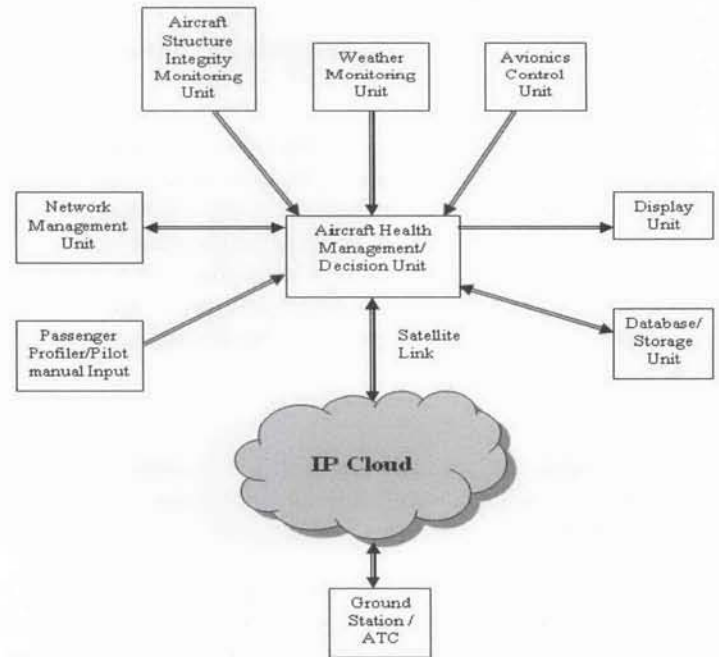 Aircraft
Structure
Integrity
Monitoring
Unit
Weather
Monitoring
Unit
Avionics
Control
Unit
Network
Management
Unit
Aircraft Health
Management/
Decision Unit
Display
Unit
Passenger
Profiler/Pilot
manual Input
Satellite
Link
Database/
Storage
Unit
IP Cloud
Ground
Station /
ATC